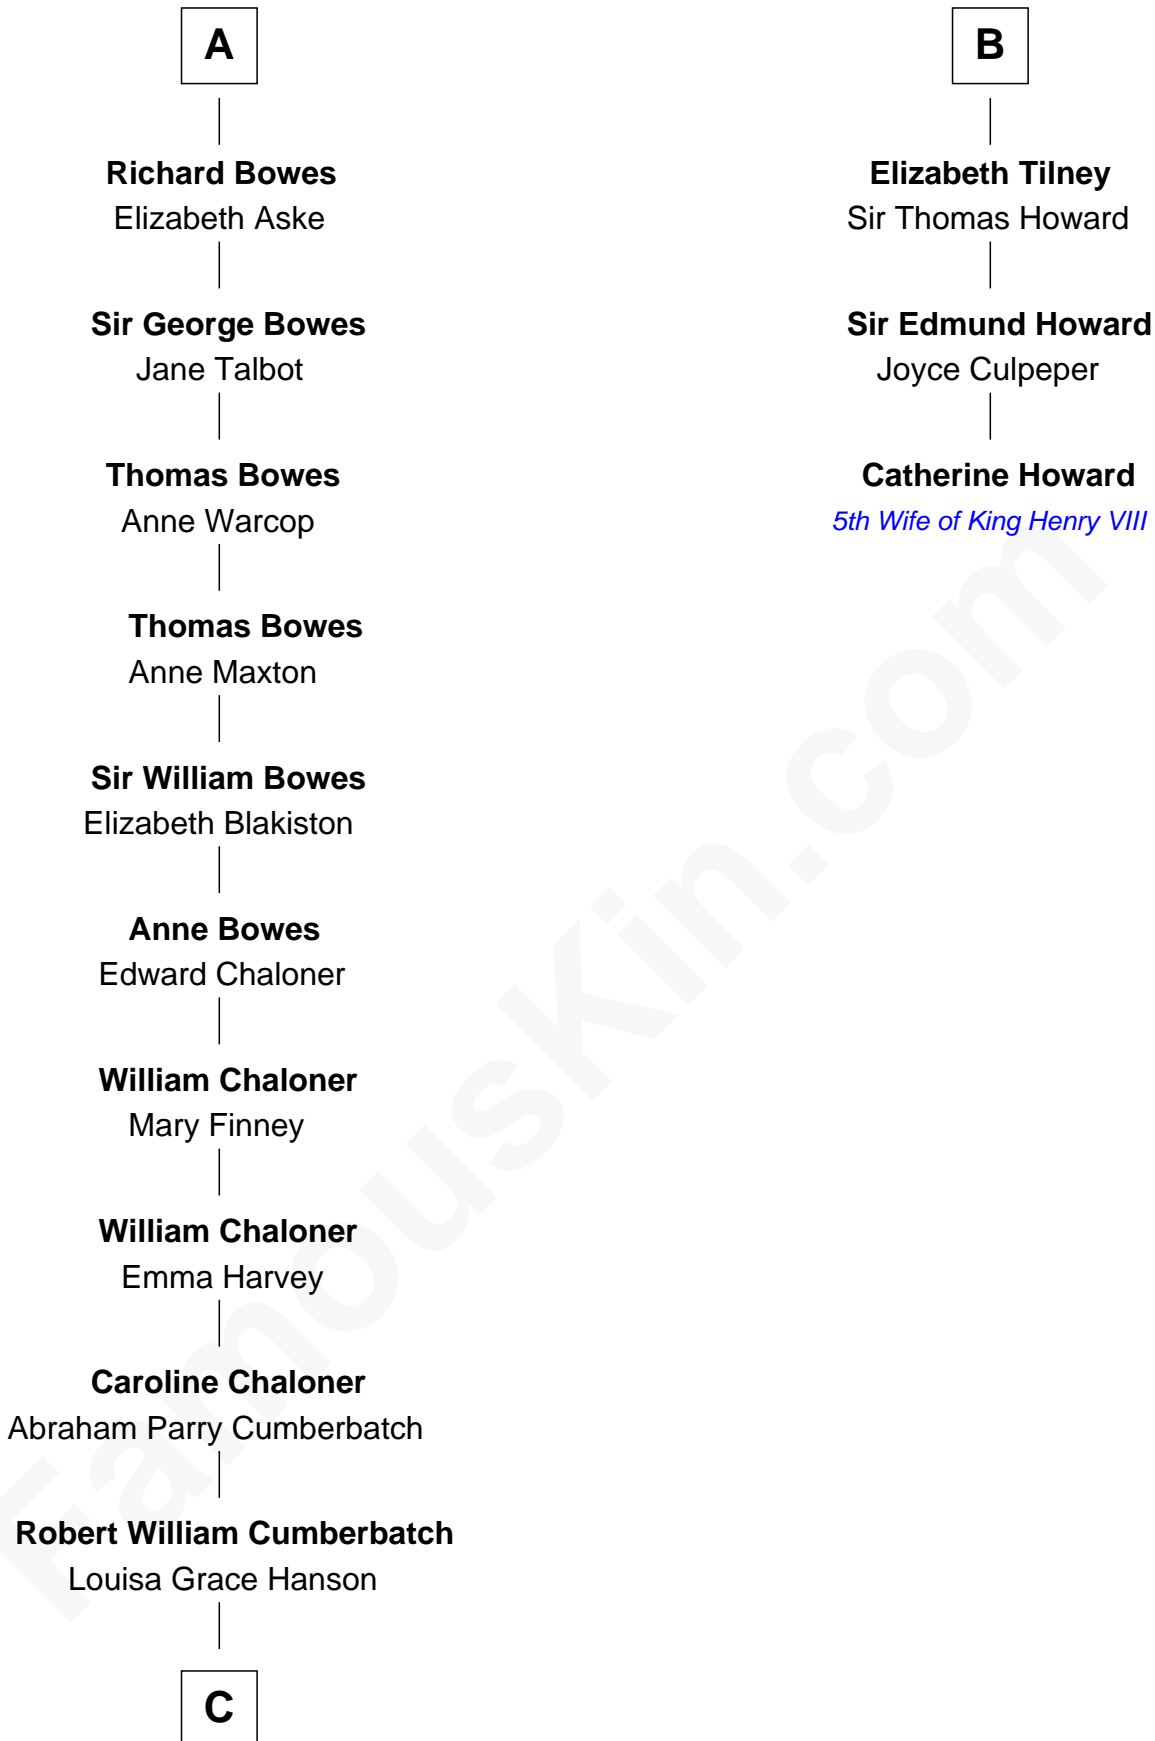 A
Richard Bowes
Elizabeth Aske
Sir George Bowes
Jane Talbot
Thomas Bowes
Anne Warcop
Thomas Bowes
Anne Maxton
Sir William Bowes
Elizabeth Blakiston
Anne Bowes
Edward Chaloner
William Chaloner
Mary Finney
William Chaloner
Emma Harvey
Caroline Chaloner
Abraham Parry Cumberbatch
Robert William Cumberbatch
Louisa Grace Hanson
C
B
Elizabeth Tilney
Sir Thomas Howard
Sir Edmund Howard
Joyce Culpeper
Catherine Howard
5th Wife of King Henry VIII
FamousKin.com